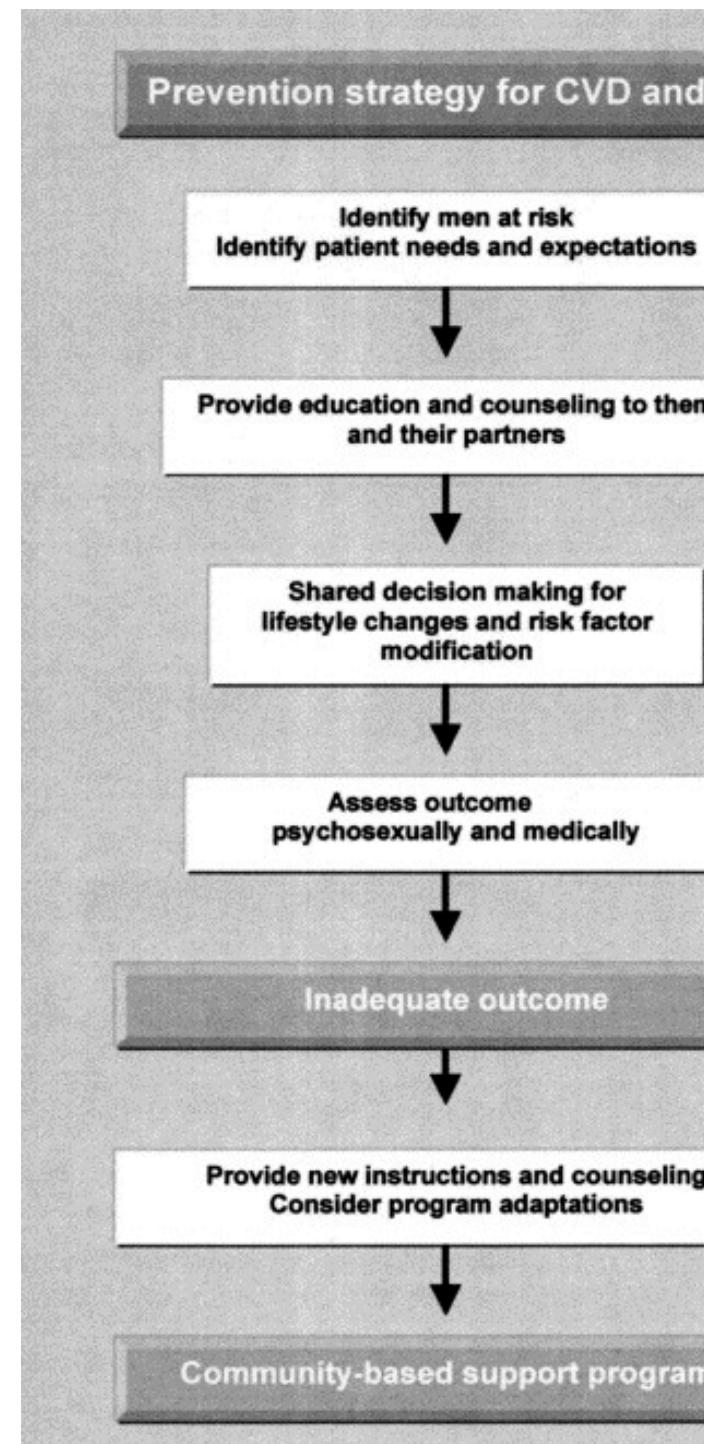 Prevention strategy for CVD and
Identify men at risk
Identify patient needs and expectations
Provide education and counseling to them
and their partners
Shared decision making for
lifestyle changes and risk factor
modification
Assess outcome
psychosexually and medically
Inadequate outcome
Provide new instructions and counseling
Consider program adaptations
Community-based support program